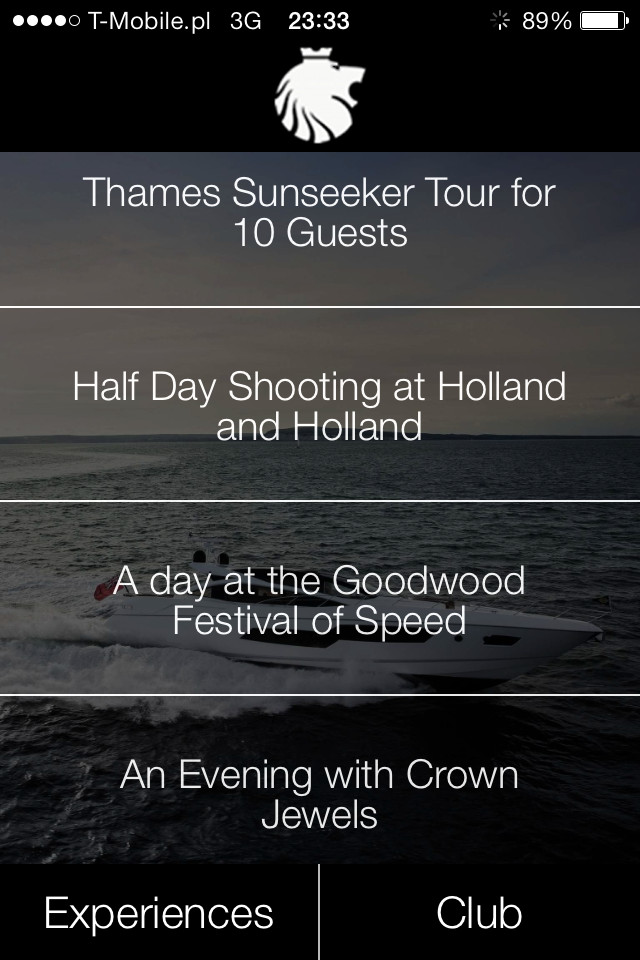 T-Mobile.pl 3G 23:33 89%
Thames Sunseeker Tour for
10 Guests
Half Day Shooting at Holland
and Holland
A day at the Goodwood
Festival of Speed
An Evening with Crown
Jewels
Experiences Club